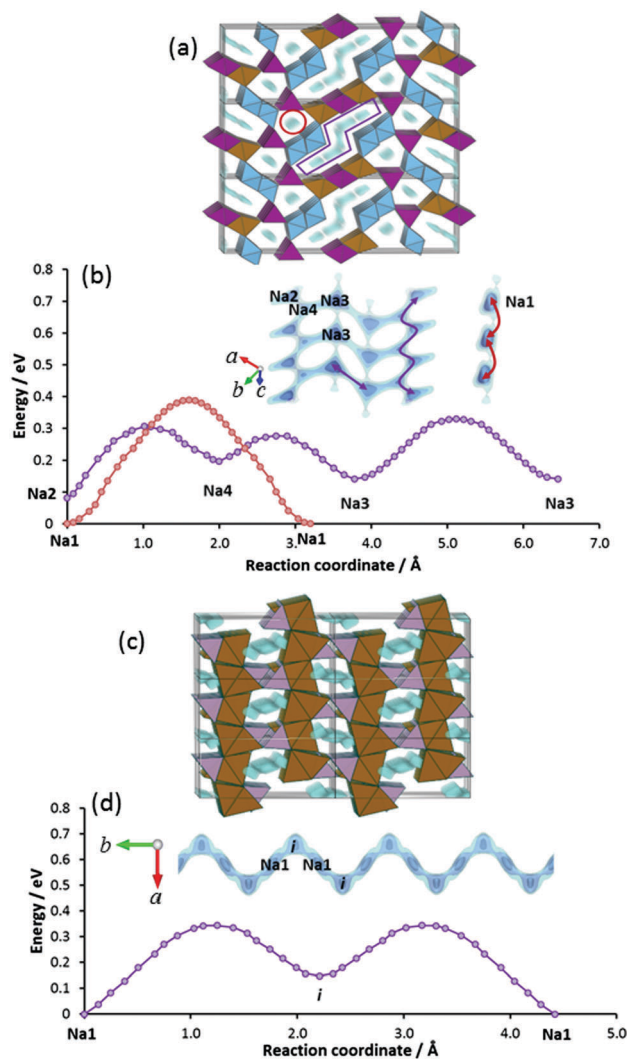 (a)
(b)
0.8
0.7
0.6
0.5
0.4
0.3
0.2
0.1
0
Energy / eV
Na2
Na4
Na3
Na3
Na1
a
b
c
Na2
Na4
Na3
Na3
Na1
Na1
1.0 2.0 3.0 4.0 5.0 6.0 7.0
Reaction coordinate / Å
(c)
(d)
0.8
0.7
0.6
0.5
0.4
0.3
0.2
0.1
0
Energy / eV
b
a
i
Na1 Na1
i
i
Na1
Na1
1.0 2.0 3.0 4.0 5.0
Reaction coordinate / Å